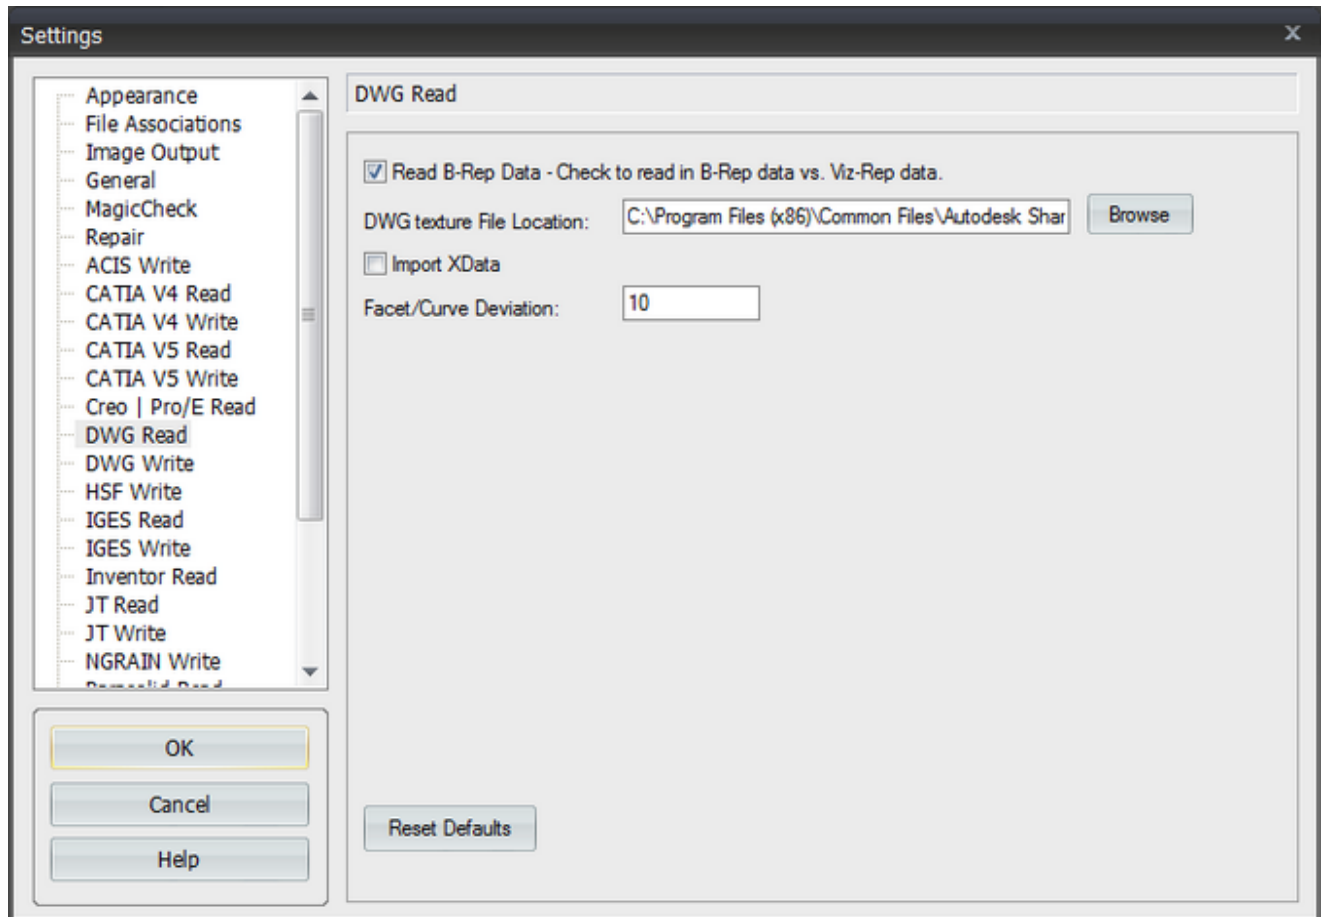 Settings
x
Appearance
File Associations
Image Output
General
MagicCheck
Repair
ACIS Write
CATIA V4 Read
CATIA V4 Write
CATIA V5 Read
CATIA V5 Write
Creo | Pro/E Read
DWG Read
DWG Write
HSF Write
IGES Read
IGES Write
Inventor Read
JT Read
JT Write
NGRAIN Write
OK
Cancel
Help
DWG Read
Read B-Rep Data - Check to read in B-Rep data vs. Viz-Rep data.
DWG texture File Location: C:\Program Files (x86)\Common Files\Autodesk Shar Browse
Import XData
Facet/Curve Deviation: 10
Reset Defaults